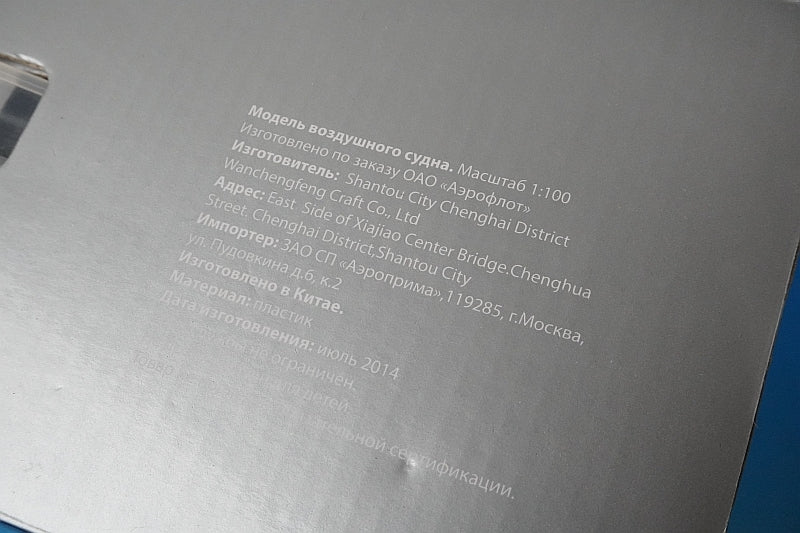 Модель воздушного судна. Масштаб 1:100
Изготовлено по заказу ОАО «Аэрофлот»
Изготовитель: Shantou City Chenghai District
Wanchengfeng Craft Co., Ltd
Адрес: East. Side of Xiajiao Center Bridge.Chenghua
Street. Chenghai District,Shantou City
Импортер: ЗАО СП «Аэроприма»,119285, г.Москва,
ул. Пудовкина д.6, к.2
Изготовлено в Китае.
Материал: пластик
Дата изготовления: июль 2014
не ограничен.
детей
сертификации.